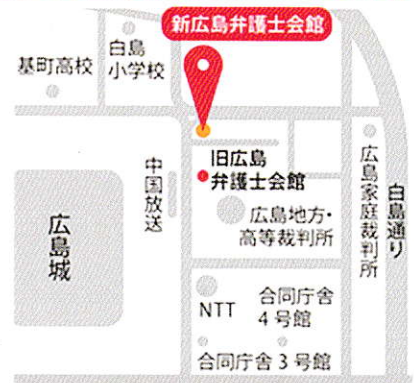 新広島弁護士会館
白島
小学校
基町高校
旧広島
弁護士会館
中国放送
広島地方・
高等裁判所
広島家庭裁判所
白島通り
広島城
NTT
合同庁舎
4号館
合同庁舎3号館